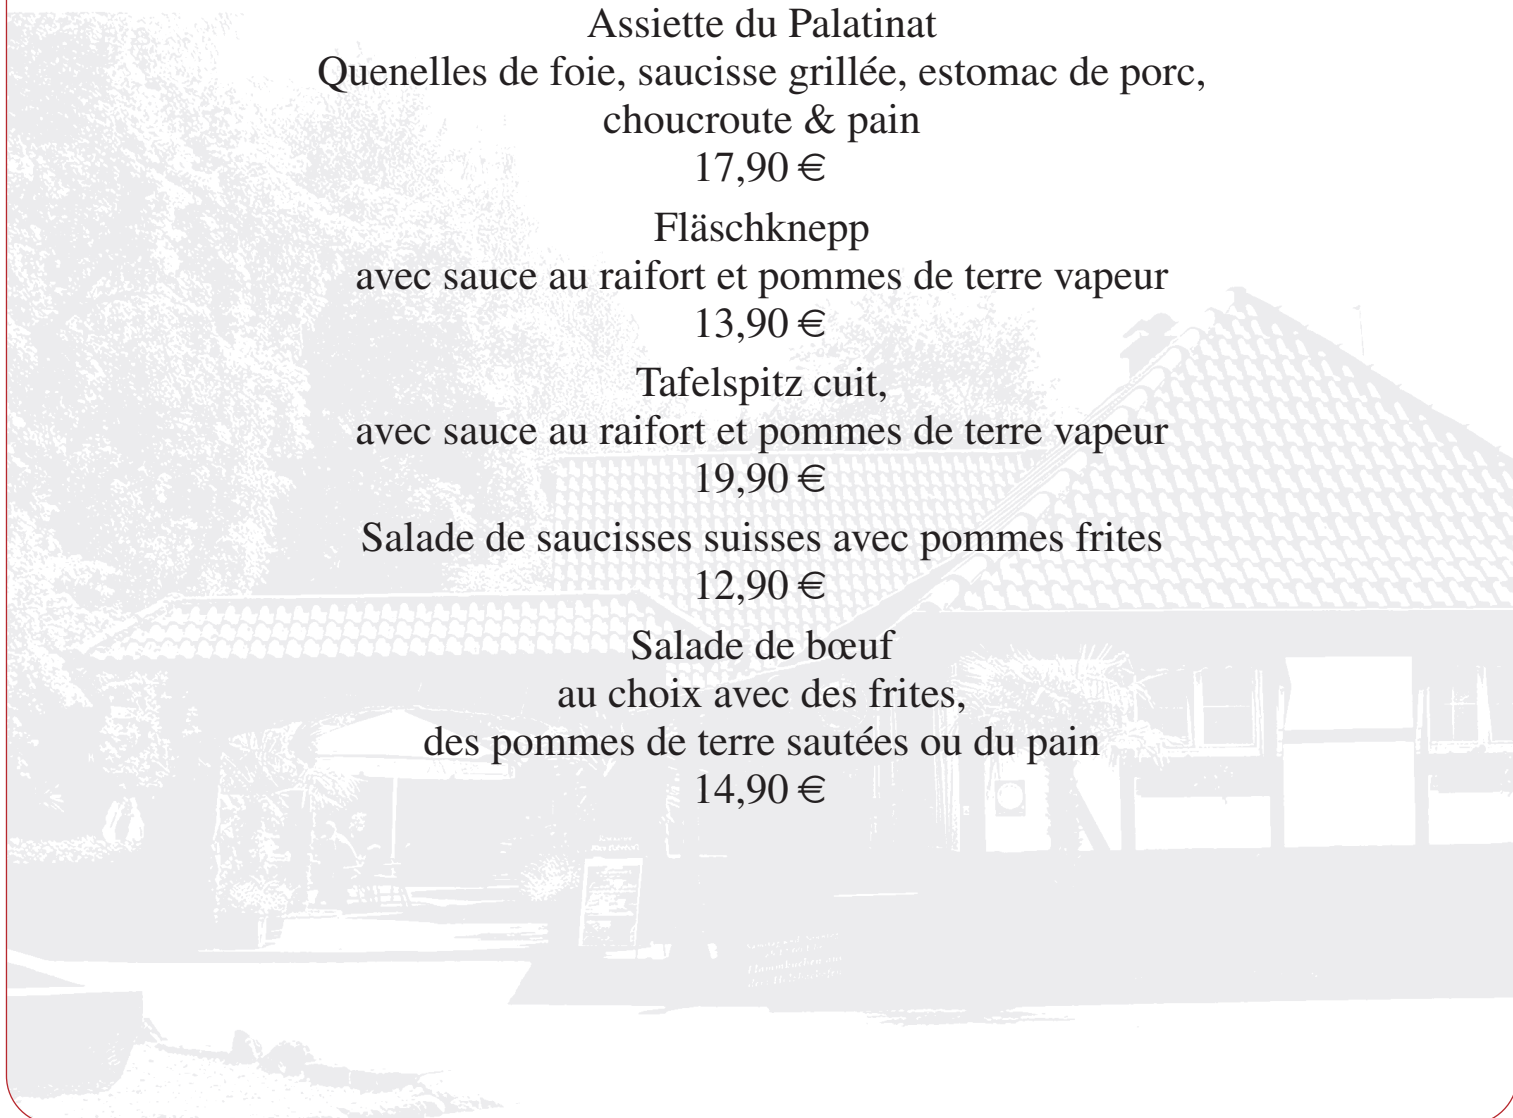 Assiette du Palatinat
Quenelles de foie, saucisse grillée, estomac de porc,
choucroute & pain
17,90 €
Fläschknepp
avec sauce au raifort et pommes de terre vapeur
13,90 €
Tafelspitz cuit,
avec sauce au raifort et pommes de terre vapeur
19,90 €
Salade de saucisses suisses avec pommes frites
12,90 €
Salade de bœuf
au choix avec des frites,
des pommes de terre sautées ou du pain
14,90 €